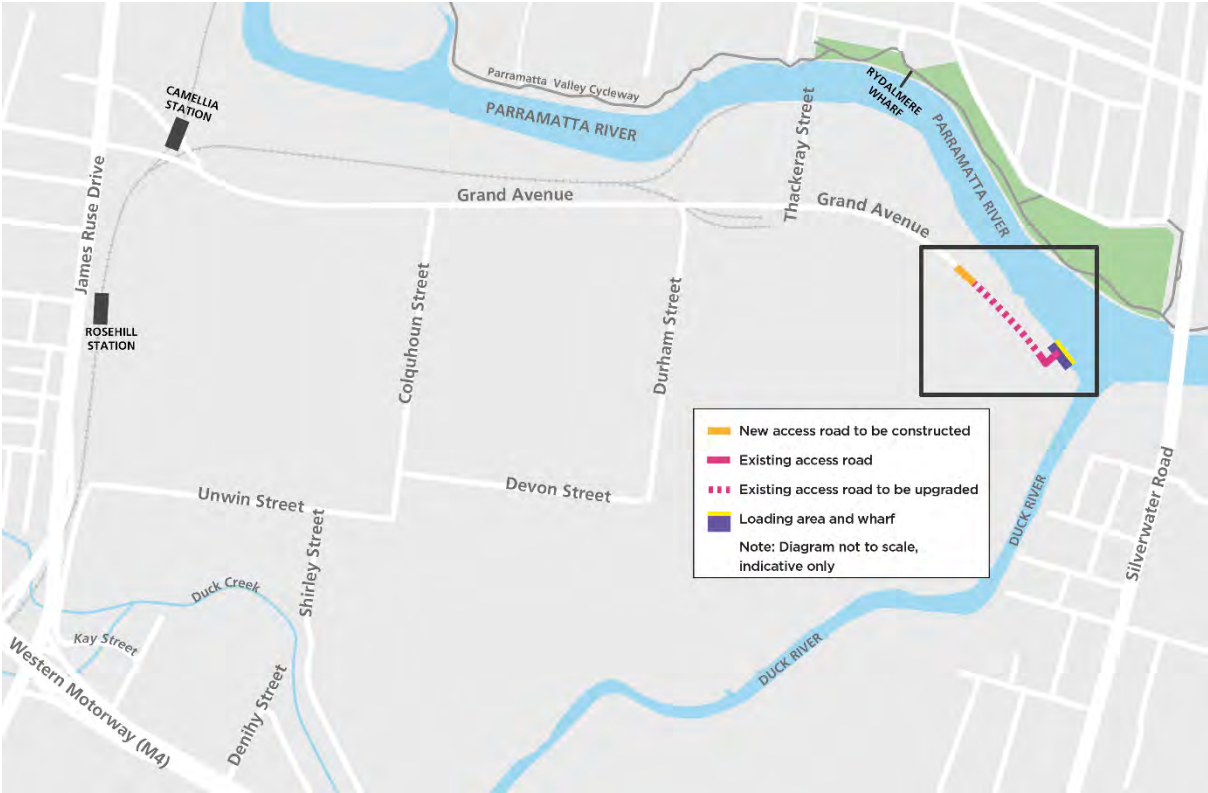 Parramatta Valley Cycleway
CAMELLIA
STATION
PARRAMATTA RIVER
RYDALMERE
WHARF
PARRAMATTA RIVER
James Ruse Drive
Grand Avenue
Thackeray Street
Grand Avenue
ROSEHILL
STATION
Colquhoun Street
Durham Street
New access road to be constructed
Existing access road
Existing access road to be upgraded
Loading area and wharf
Note: Diagram not to scale,
indicative only
Unwin Street
Devon Street
Shirley Street
DUCK RIVER
Silverwater Road
Duck Creek
Kay Street
DUCK RIVER
Western Motorway (M4)
Denihy Street